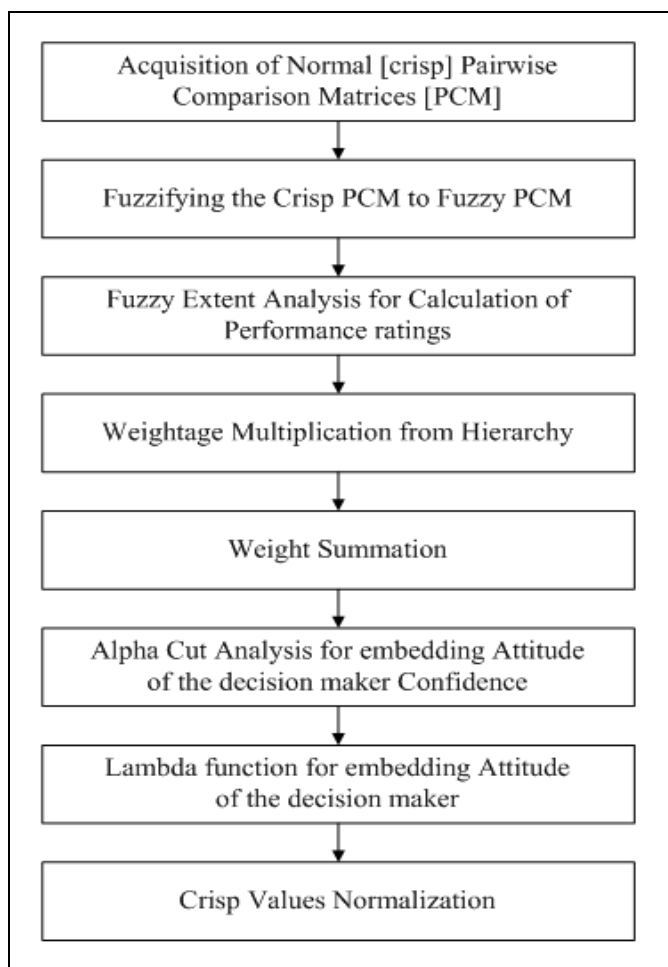 Acquisition of Normal [crisp] Pairwise
Comparison Matrices [PCM]
Fuzzifying the Crisp PCM to Fuzzy PCM
Fuzzy Extent Analysis for Calculation of
Performance ratings
Weightage Multiplication from Hierarchy
Weight Summation
Alpha Cut Analysis for embedding Attitude
of the decision maker Confidence
Lambda function for embedding Attitude
of the decision maker
Crisp Values Normalization